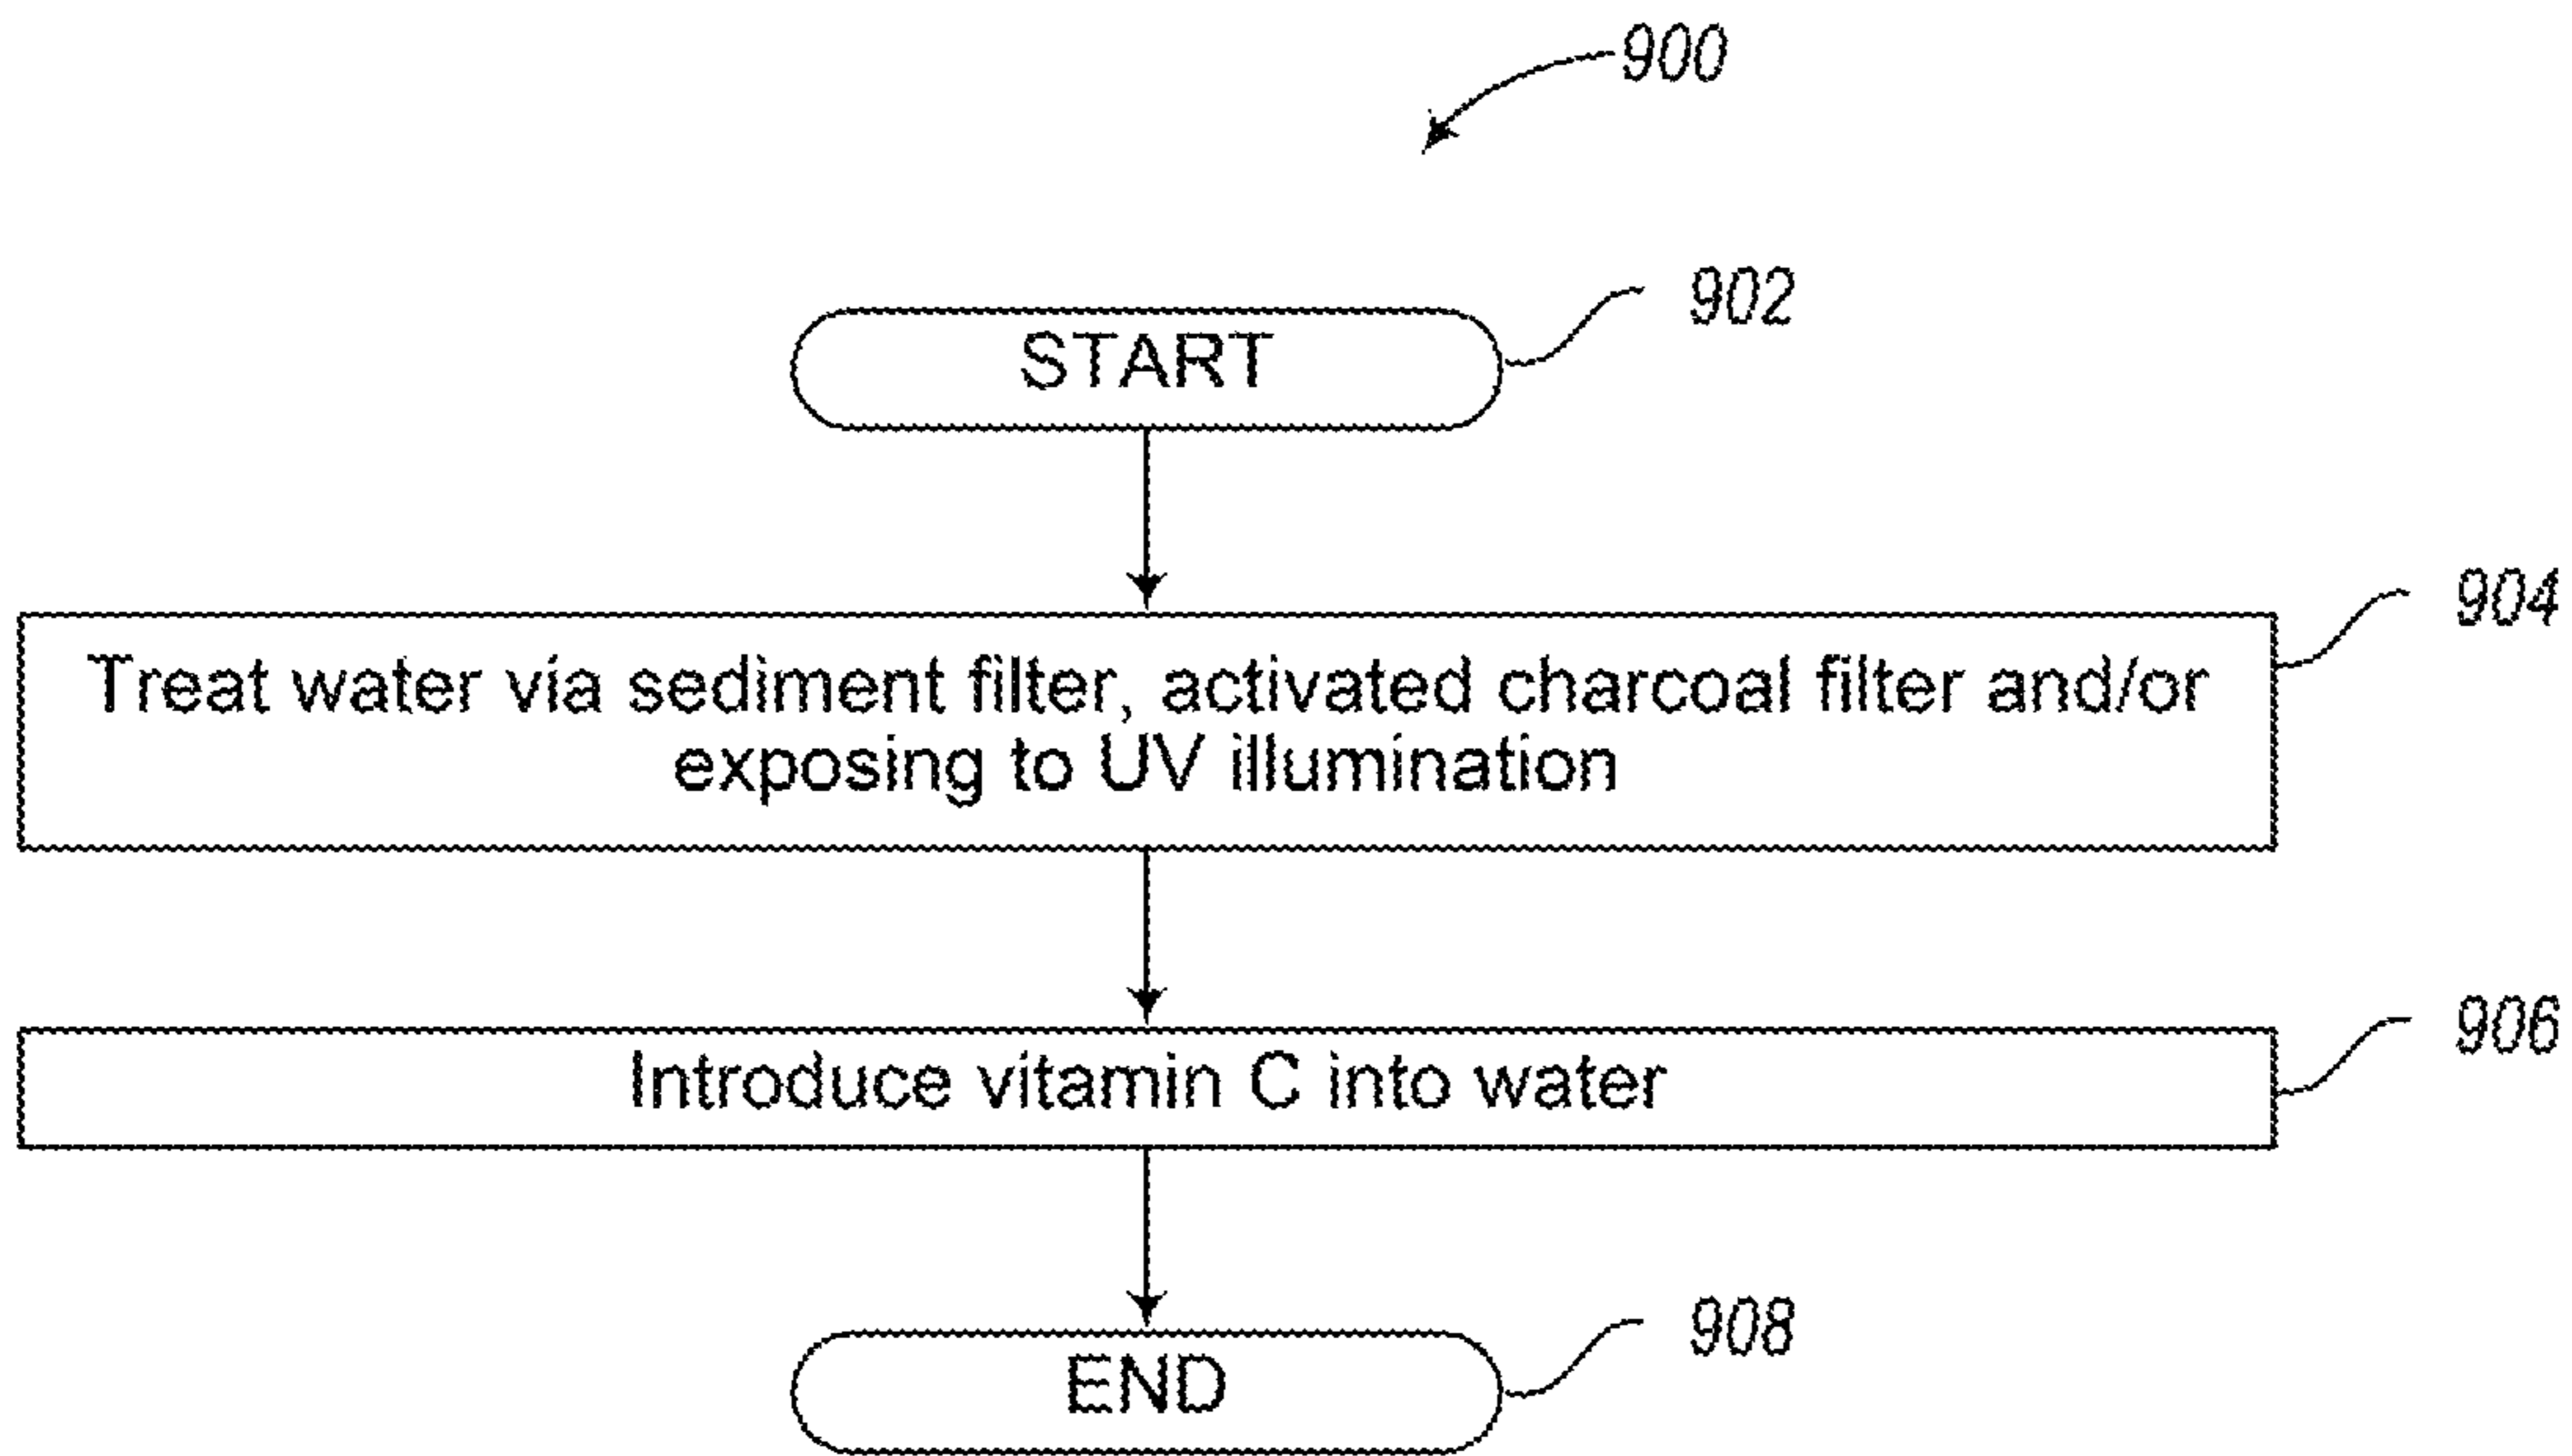 900
START
902
Treat water via sediment filter, activated charcoal filter and/or
exposing to UV illumination
904
Introduce vitamin C into water
906
END
908